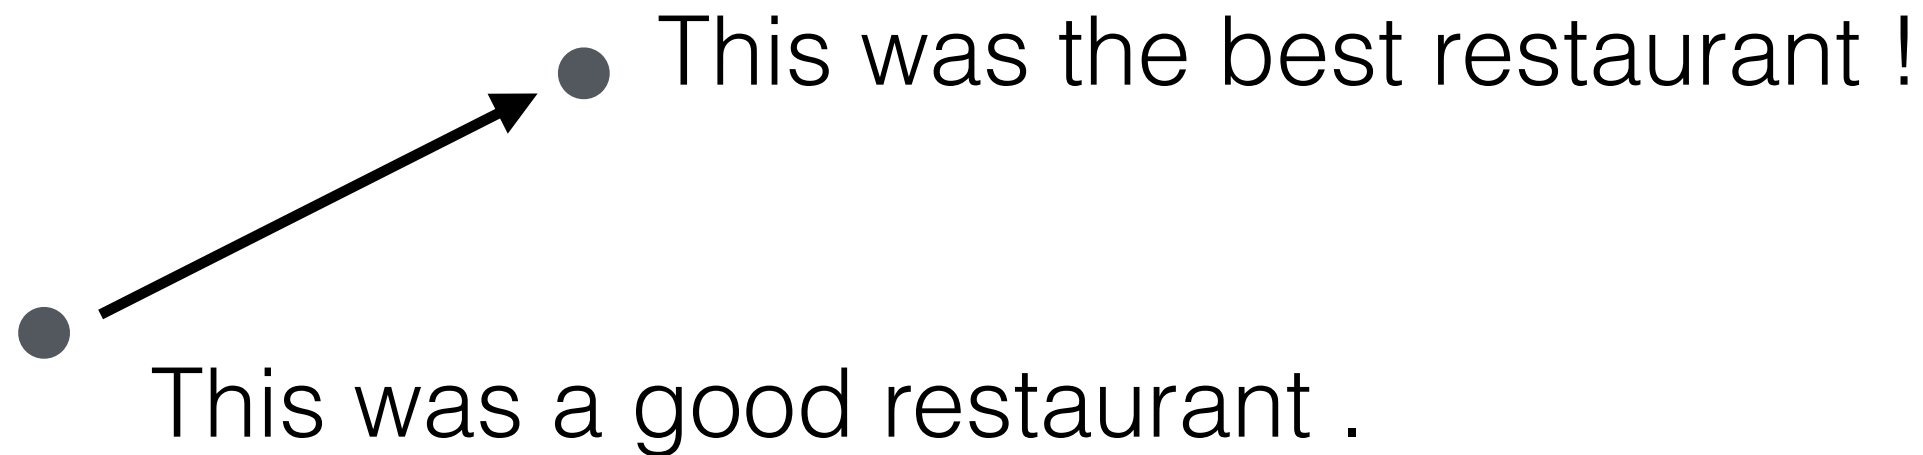 This was the best restaurant !
This was a good restaurant .